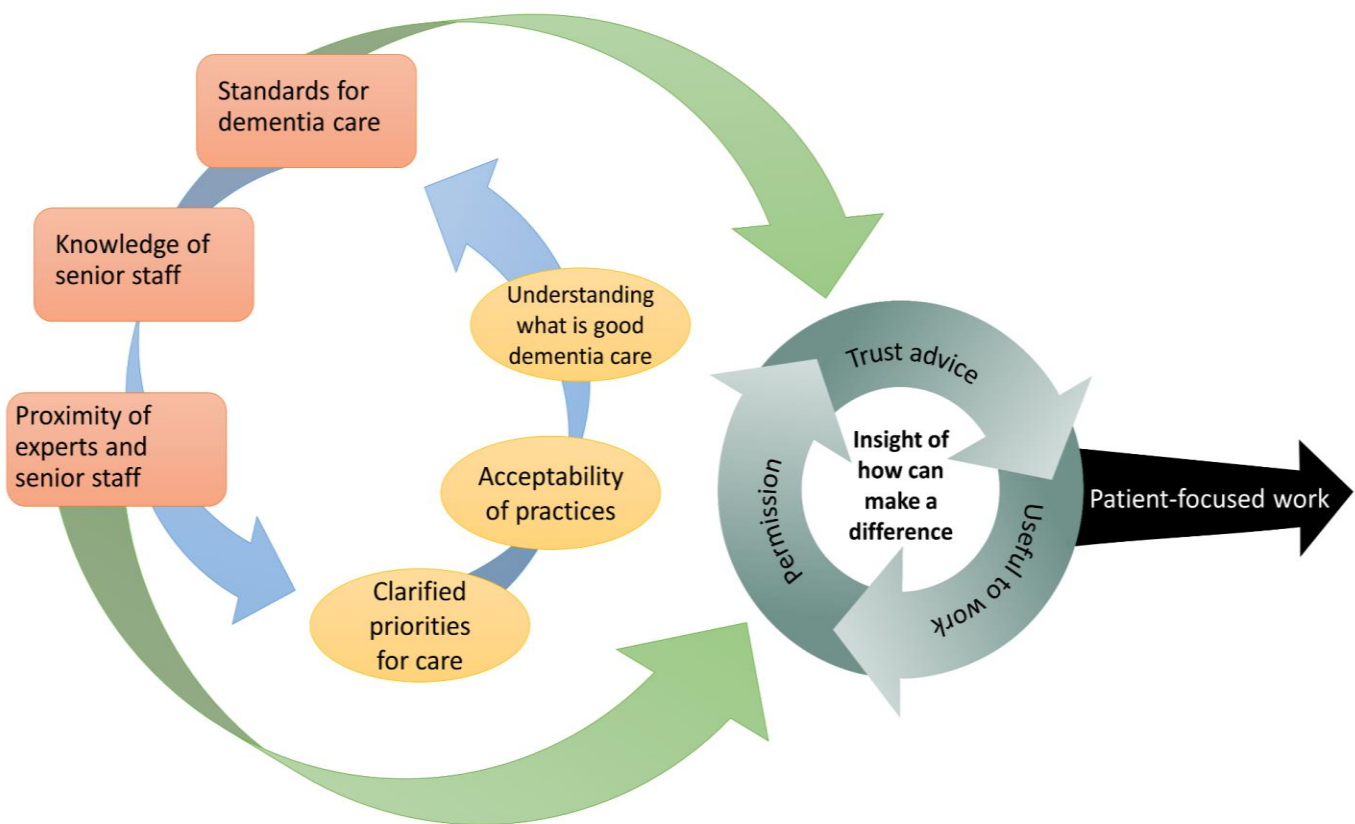 Standards for
dementia care
Knowledge of
senior staff
Proximity of
experts and
senior staff
Understanding
what is good
dementia care
Acceptability
of practices
Clarified
priorities
for care
Trust advice
Useful to work
Permission
Insight of
how can
make a
difference
Patient-focused work